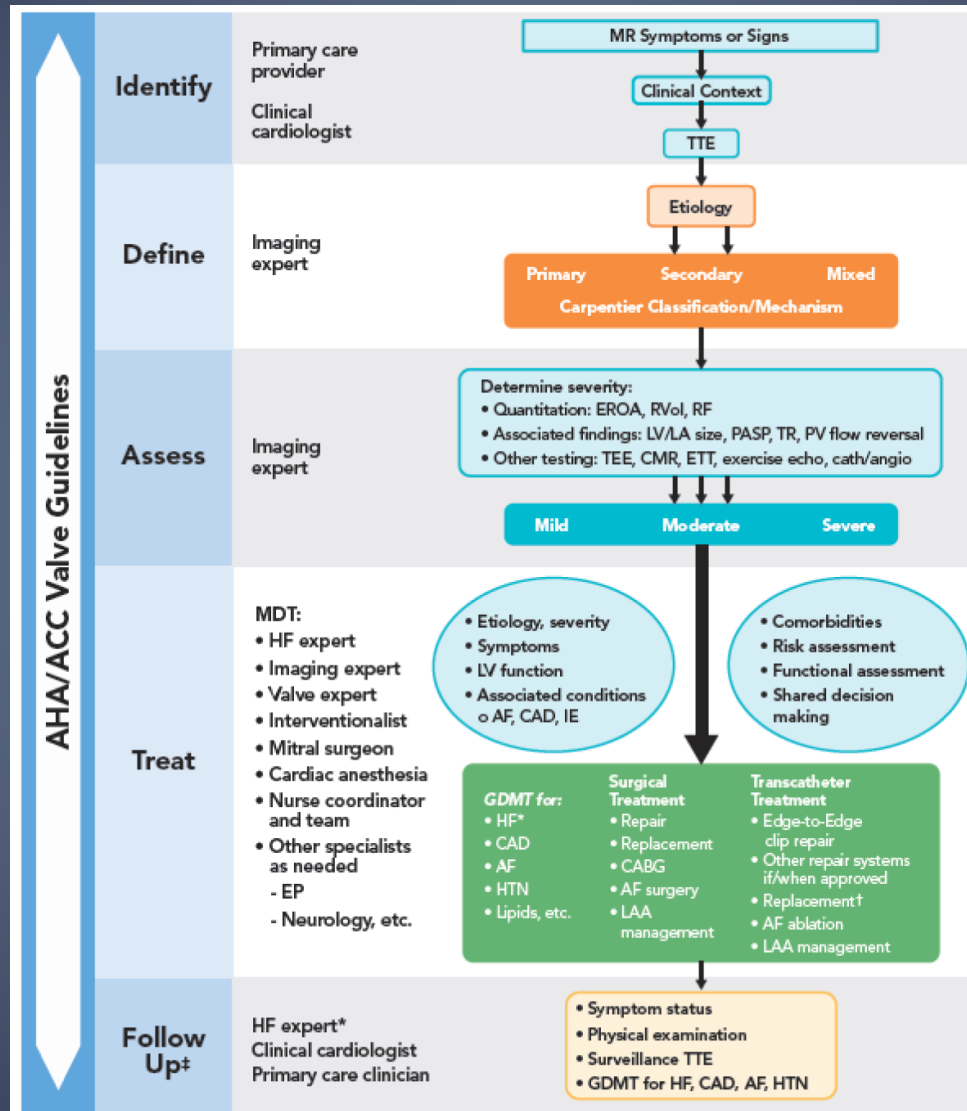 AHA/ACC Valve Guidelines
Identify
Primary care
provider
Clinical
cardiologist
MR Symptoms or Signs
Clinical Context
TTE
Define
Imaging
expert
Etiology
Primary Secondary Mixed
Carpentier Classification/Mechanism
Assess
Imaging
expert
Determine severity:
• Quantitation: EROA, RVol, RF
• Associated findings: LV/LA size, PASP, TR, PV flow reversal
• Other testing: TEE, CMR, ETT, exercise echo, cath/angio
Mild Moderate Severe
Treat
MDT:
• HF expert
• Imaging expert
• Valve expert
• Interventionalist
• Mitral surgeon
• Cardiac anesthesia
• Nurse coordinator
and team
• Other specialists
as needed
- EP
- Neurology, etc.
• Etiology, severity
• Symptoms
• LV function
• Associated conditions
o AF, CAD, IE
• Comorbidities
• Risk assessment
• Functional assessment
• Shared decision
making
GDMT for:
• HF*
• CAD
• AF
• HTN
• Lipids, etc.
Surgical
Treatment
• Repair
• Replacement
• CABG
• AF surgery
• LAA
management
Transcatheter
Treatment
• Edge-to-Edge
clip repair
• Other repair systems
if/when approved
• Replacement†
• AF ablation
• LAA management
Follow
Up‡
HF expert*
Clinical cardiologist
Primary care clinician
• Symptom status
• Physical examination
• Surveillance TTE
• GDMT for HF, CAD, AF, HTN